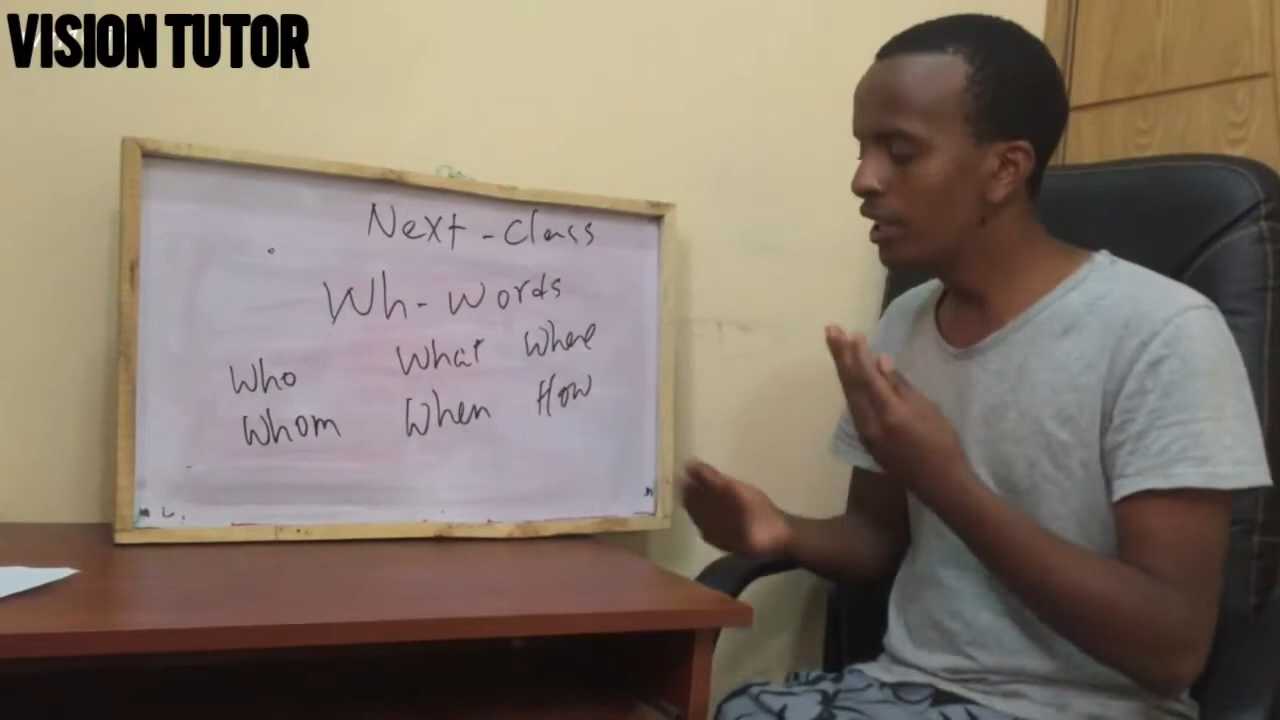 VISION TUTOR
Next-class
Wh-words
Who What Where
Whom When How